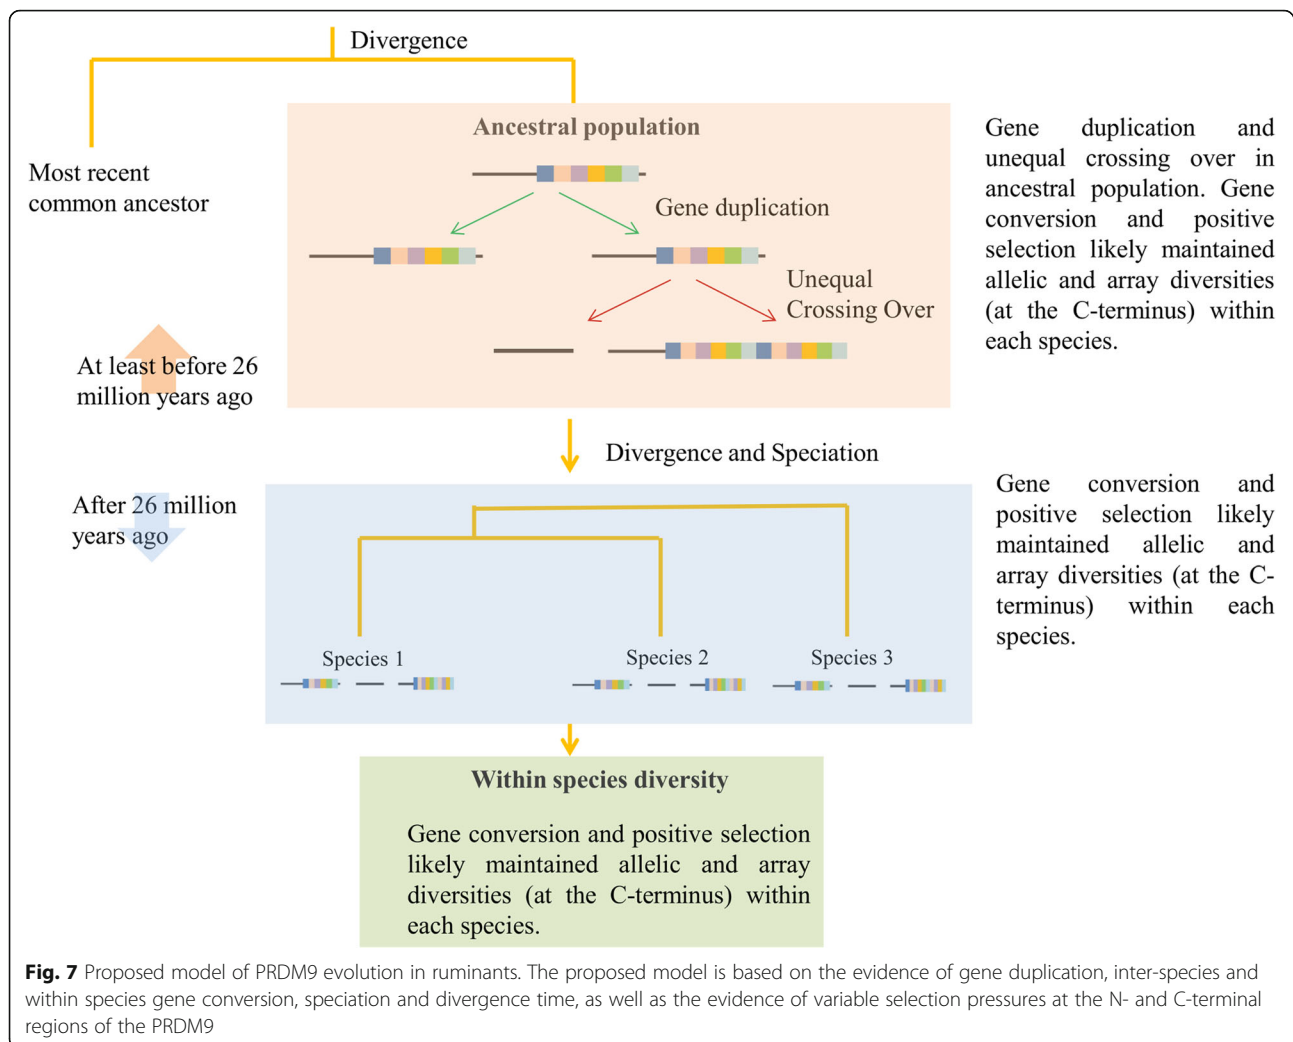 Divergence
Ancestral population
Most recent
common ancestor
Gene duplication
Unequal
Crossing Over
At least before 26
million years ago
Gene duplication and
unequal crossing over in
ancestral population. Gene
conversion and positive
selection likely maintained
allelic and array diversities
(at the C-terminus) within
each species.
Divergence and Speciation
After 26 million
years ago
Gene conversion and
positive selection likely
maintained allelic and
array diversities (at the C-
terminus) within each
species.
Species 1
Species 2
Species 3
Within species diversity
Gene conversion and positive selection
likely maintained allelic and array
diversities (at the C-terminus) within
each species.
Fig. 7 Proposed model of PRDM9 evolution in ruminants. The proposed model is based on the evidence of gene duplication, inter-species and
within species gene conversion, speciation and divergence time, as well as the evidence of variable selection pressures at the N- and C-terminal
regions of the PRDM9